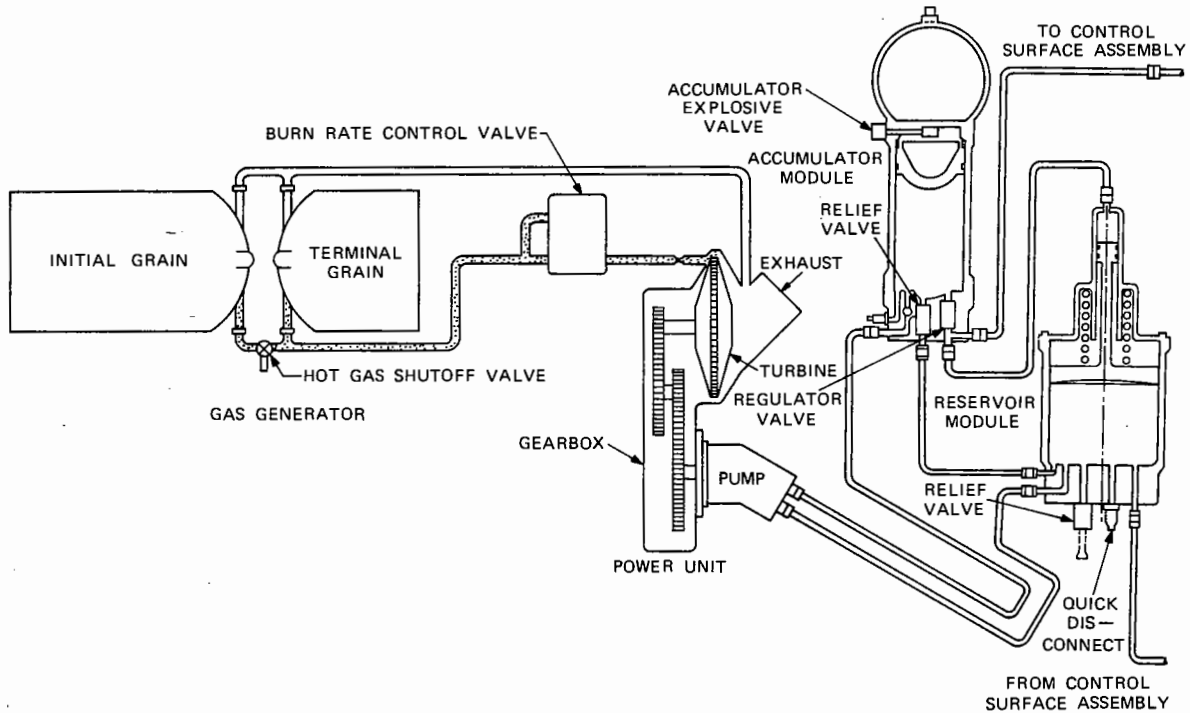 TO CONTROL
SURFACE ASSEMBLY
ACCUMULATOR
EXPLOSIVE
VALVE
BURN RATE CONTROL VALVE
ACCUMULATOR
MODULE
RELIEF
VALVE
INITIAL GRAIN
TERMINAL
GRAIN
EXHAUST
HOT GAS SHUTOFF VALVE
TURBINE
REGULATOR
VALVE
RESERVOIR
MODULE
GAS GENERATOR
GEARBOX
PUMP
RELIEF
VALVE
POWER UNIT
QUICK
DIS—
CONNECT
FROM CONTROL
SURFACE ASSEMBLY